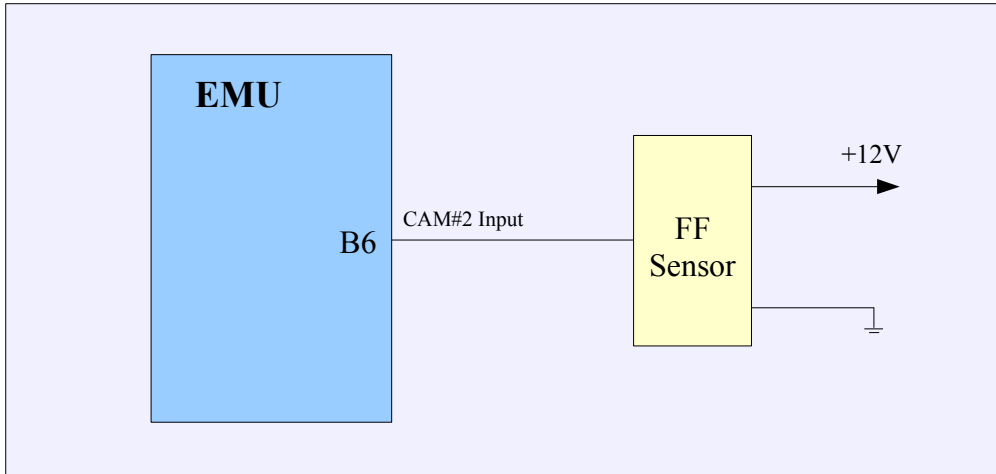 EMU
+12V
CAM#2 Input
B6
FF
Sensor